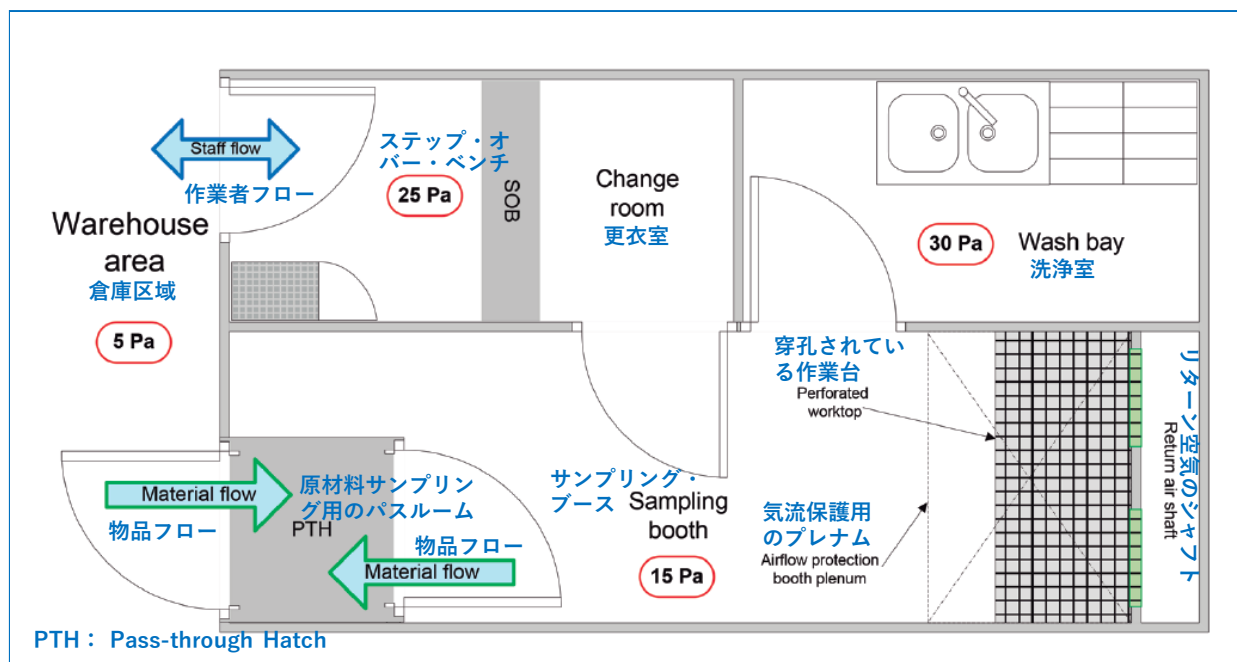 Staff flow
作業者フロー
Warehouse
area
倉庫区域
5 Pa
ステップ・オ
バー・ベンチ
25 Pa
SOB
Change
room
更衣室
30 Pa
Wash bay
洗浄室
穿孔されてい
る作業台
Perforated
worktop
リターン空気のシャフト
Return air shaft
Material flow
物品フロー
原材料サンプリン
グ用のパスルーム
PTH
物品フロー
Material flow
サンプリング・
ブース
Sampling
booth
15 Pa
気流保護用
のプレナム
Airflow protection
booth plenum
PTH： Pass-through Hatch